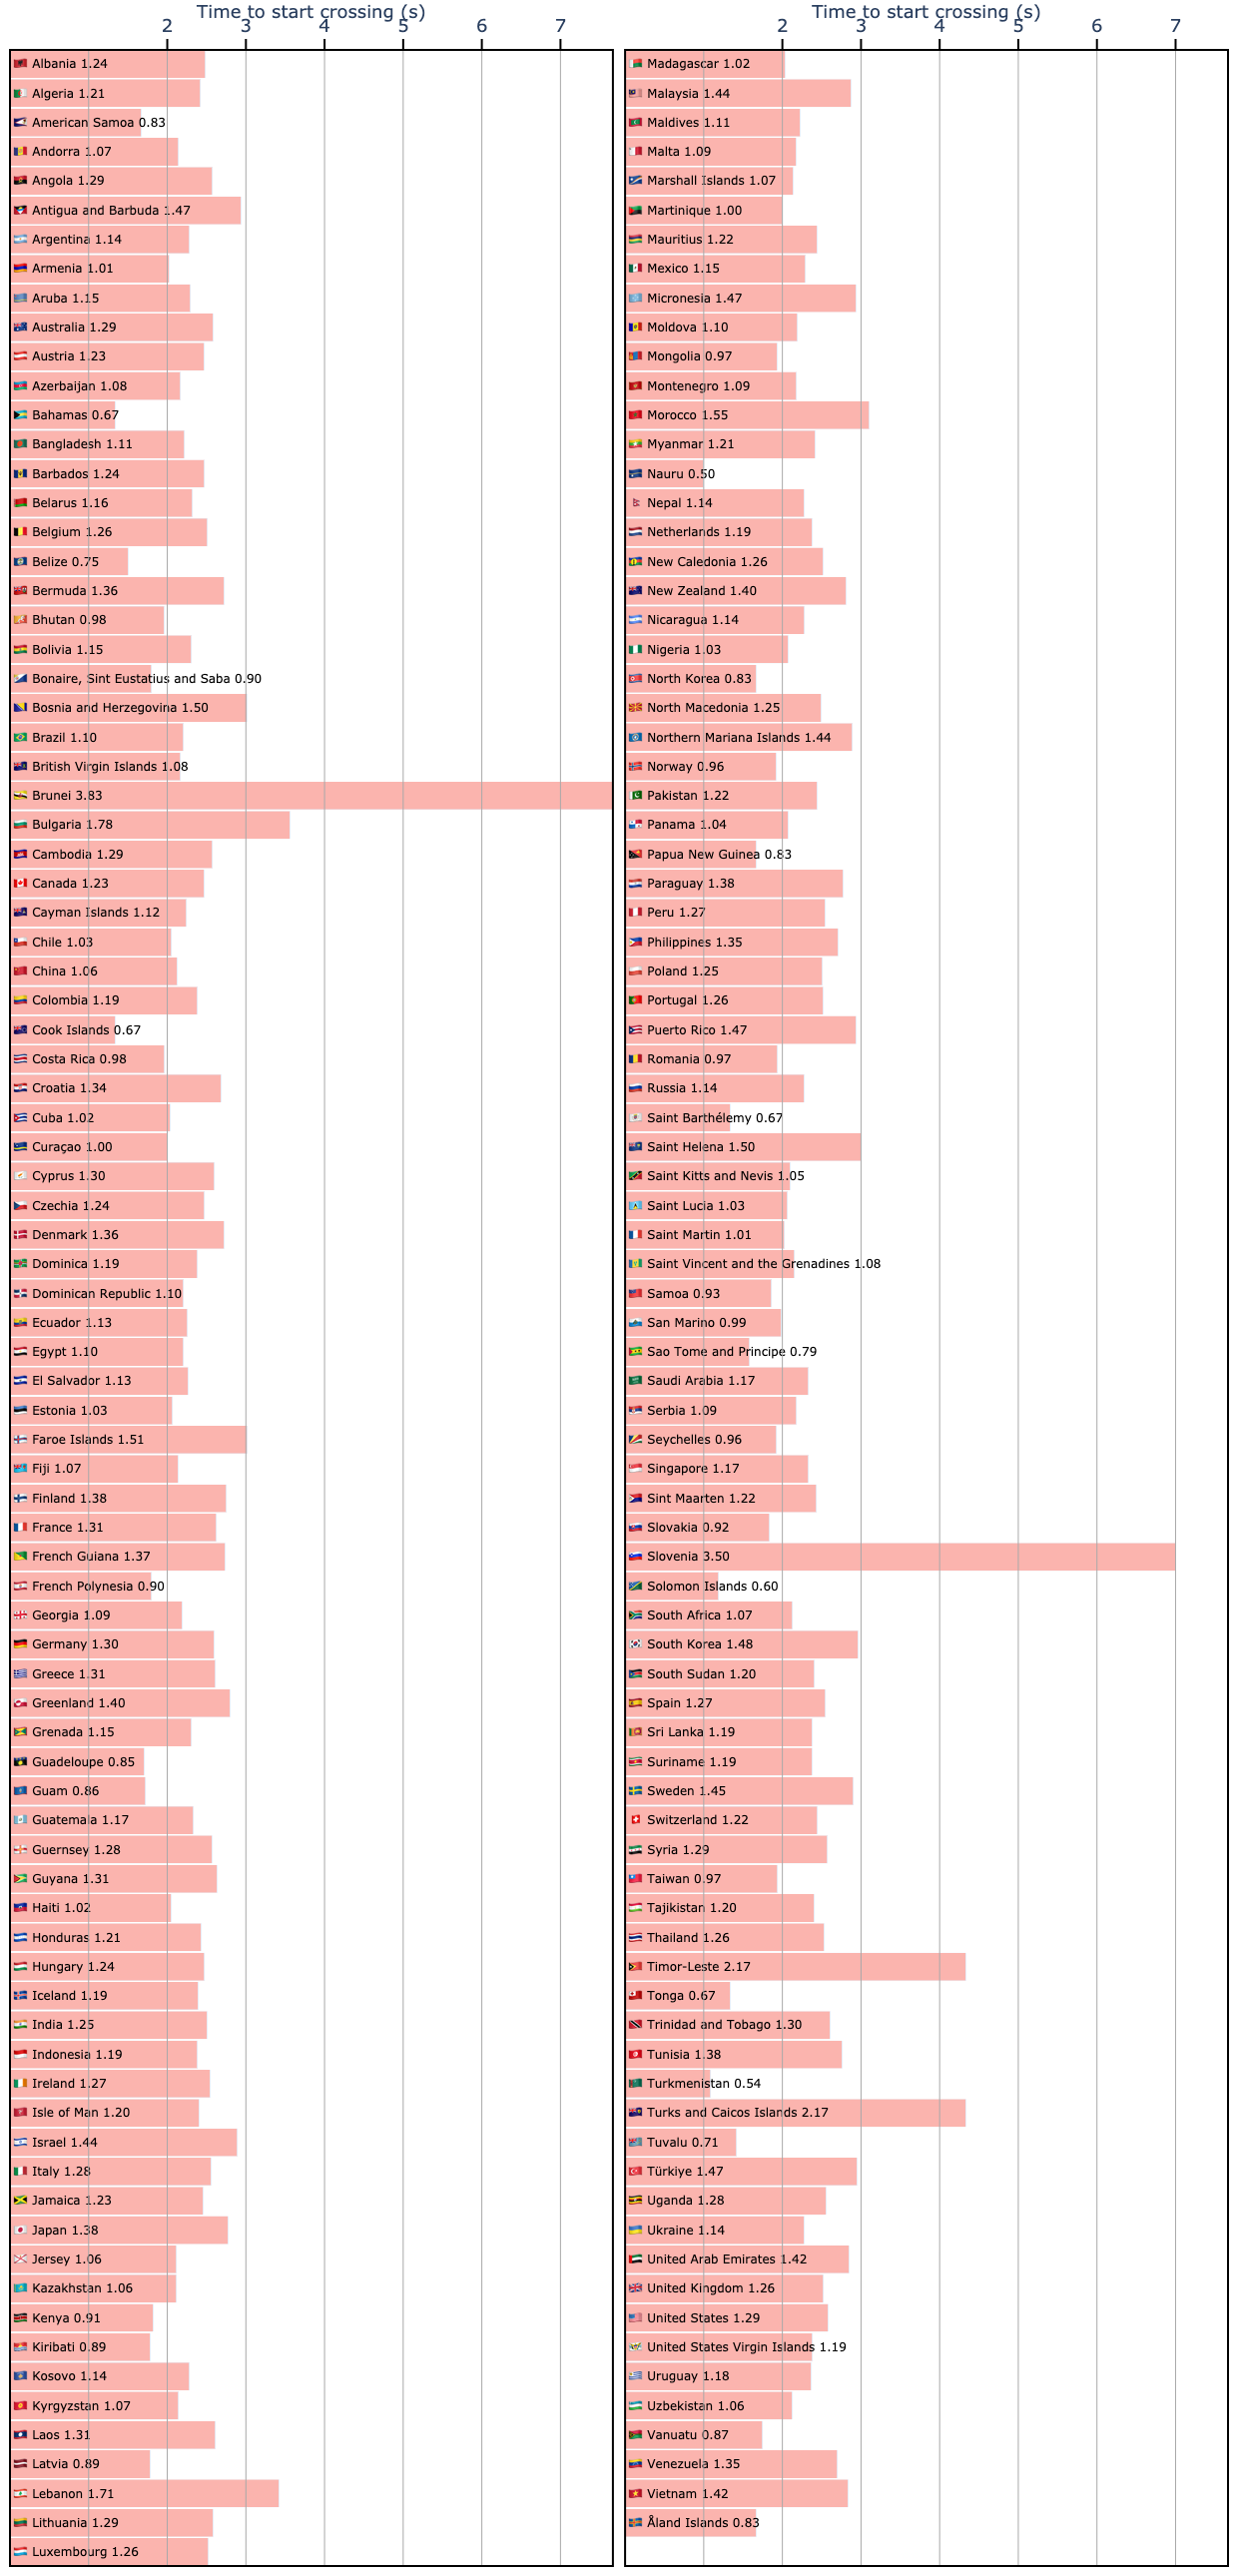 Time to start crossing (s)
2 3 4 5 6 7
Albania 1.24
Algeria 1.21
American Samoa 0.83
Andorra 1.07
Angola 1.29
Antigua and Barbuda 1.47
Argentina 1.14
Armenia 1.01
Aruba 1.15
Australia 1.29
Austria 1.23
Azerbaijan 1.08
Bahamas 0.67
Bangladesh 1.11
Barbados 1.24
Belarus 1.16
Belgium 1.26
Belize 0.75
Bermuda 1.36
Bhutan 0.98
Bolivia 1.15
Bonaire, Sint Eustatius and Saba 0.90
Bosnia and Herzegovina 1.50
Brazil 1.10
British Virgin Islands 1.08
Brunei 3.83
Bulgaria 1.78
Cambodia 1.29
Canada 1.23
Cayman Islands 1.12
Chile 1.03
China 1.06
Colombia 1.19
Cook Islands 0.67
Costa Rica 0.98
Croatia 1.34
Cuba 1.02
Curaçao 1.00
Cyprus 1.30
Czechia 1.24
Denmark 1.36
Dominica 1.19
Dominican Republic 1.10
Ecuador 1.13
Egypt 1.10
El Salvador 1.13
Estonia 1.03
Faroe Islands 1.51
Fiji 1.07
Finland 1.38
France 1.31
French Guiana 1.37
French Polynesia 0.90
Georgia 1.09
Germany 1.30
Greece 1.31
Greenland 1.40
Grenada 1.15
Guadeloupe 0.85
Guam 0.86
Guatemala 1.17
Guernsey 1.28
Guyana 1.31
Haiti 1.02
Honduras 1.21
Hungary 1.24
Iceland 1.19
India 1.25
Indonesia 1.19
Ireland 1.27
Isle of Man 1.20
Israel 1.44
Italy 1.28
Jamaica 1.23
Japan 1.38
Jersey 1.06
Kazakhstan 1.06
Kenya 0.91
Kiribati 0.89
Kosovo 1.14
Kyrgyzstan 1.07
Laos 1.31
Latvia 0.89
Lebanon 1.71
Lithuania 1.29
Luxembourg 1.26
Time to start crossing (s)
2 3 4 5 6 7
Madagascar 1.02
Malaysia 1.44
Maldives 1.11
Malta 1.09
Marshall Islands 1.07
Martinique 1.00
Mauritius 1.22
Mexico 1.15
Micronesia 1.47
Moldova 1.10
Mongolia 0.97
Montenegro 1.09
Morocco 1.55
Myanmar 1.21
Nauru 0.50
Nepal 1.14
Netherlands 1.19
New Caledonia 1.26
New Zealand 1.40
Nicaragua 1.14
Nigeria 1.03
North Korea 0.83
North Macedonia 1.25
Northern Mariana Islands 1.44
Norway 0.96
Pakistan 1.22
Panama 1.04
Papua New Guinea 0.83
Paraguay 1.38
Peru 1.27
Philippines 1.35
Poland 1.25
Portugal 1.26
Puerto Rico 1.47
Romania 0.97
Russia 1.14
Saint Barthélemy 0.67
Saint Helena 1.50
Saint Kitts and Nevis 1.05
Saint Lucia 1.03
Saint Martin 1.01
Saint Vincent and the Grenadines 1.08
Samoa 0.93
San Marino 0.99
Sao Tome and Principe 0.79
Saudi Arabia 1.17
Serbia 1.09
Seychelles 0.96
Singapore 1.17
Sint Maarten 1.22
Slovakia 0.92
Slovenia 3.50
Solomon Islands 0.60
South Africa 1.07
South Korea 1.48
South Sudan 1.20
Spain 1.27
Sri Lanka 1.19
Suriname 1.19
Sweden 1.45
Switzerland 1.22
Syria 1.29
Taiwan 0.97
Tajikistan 1.20
Thailand 1.26
Timor-Leste 2.17
Tonga 0.67
Trinidad and Tobago 1.30
Tunisia 1.38
Turkmenistan 0.54
Turks and Caicos Islands 2.17
Tuvalu 0.71
Türkiye 1.47
Uganda 1.28
Ukraine 1.14
United Arab Emirates 1.42
United Kingdom 1.26
United States 1.29
United States Virgin Islands 1.19
Uruguay 1.18
Uzbekistan 1.06
Vanuatu 0.87
Venezuela 1.35
Vietnam 1.42
Åland Islands 0.83